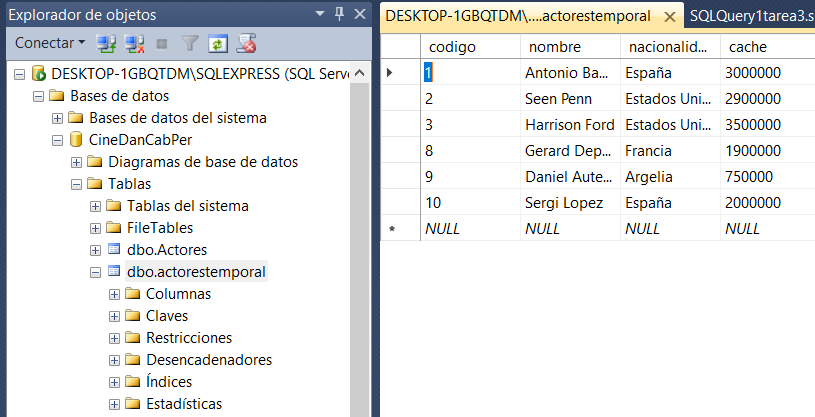 Explorador de objetos
Conectar
DESKTOP-1GBQTDM\SQLEXPRESS (SQL Serve
Bases de datos
Bases de datos del sistema
CineDanCabPer
Diagramas de base de datos
Tablas
Tablas del sistema
FileTables
dbo.Actores
dbo.actorestemporal
Columnas
Claves
Restricciones
Desencadenadores
Índices
Estadísticas
DESKTOP-1GBQTDM\....actorestemporal SQLQuery1tarea3.s
codigo nombre nacionalid... cache
1 Antonio Ba... España 3000000
2 Seen Penn Estados Uni... 2900000
3 Harrison Ford Estados Uni... 3500000
8 Gerard Dep... Francia 1900000
9 Daniel Aute... Argelia 750000
10 Sergi Lopez España 2000000
* NULL NULL NULL NULL